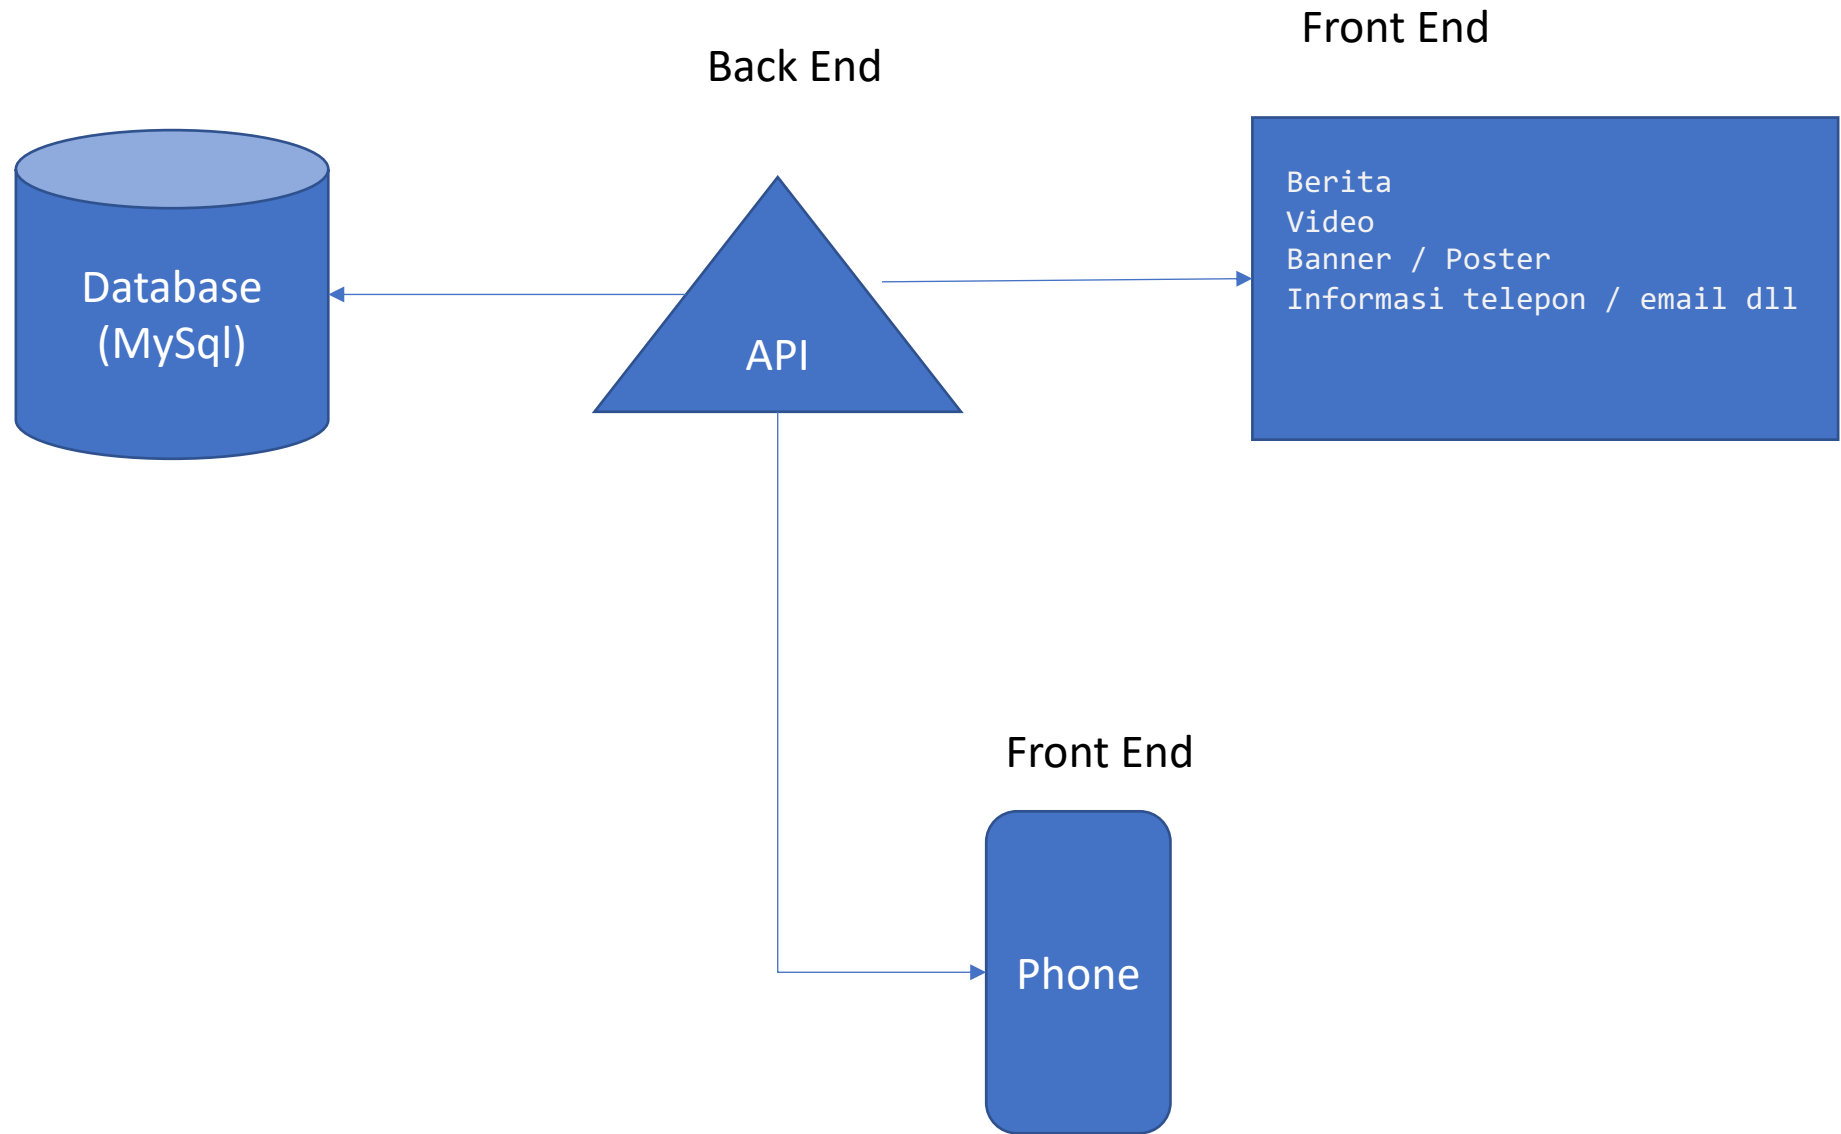 Front End
Back End
Berita
Video
Banner / Poster
Informasi telepon / email dll
Database
(MySql)
API
Front End
Phone